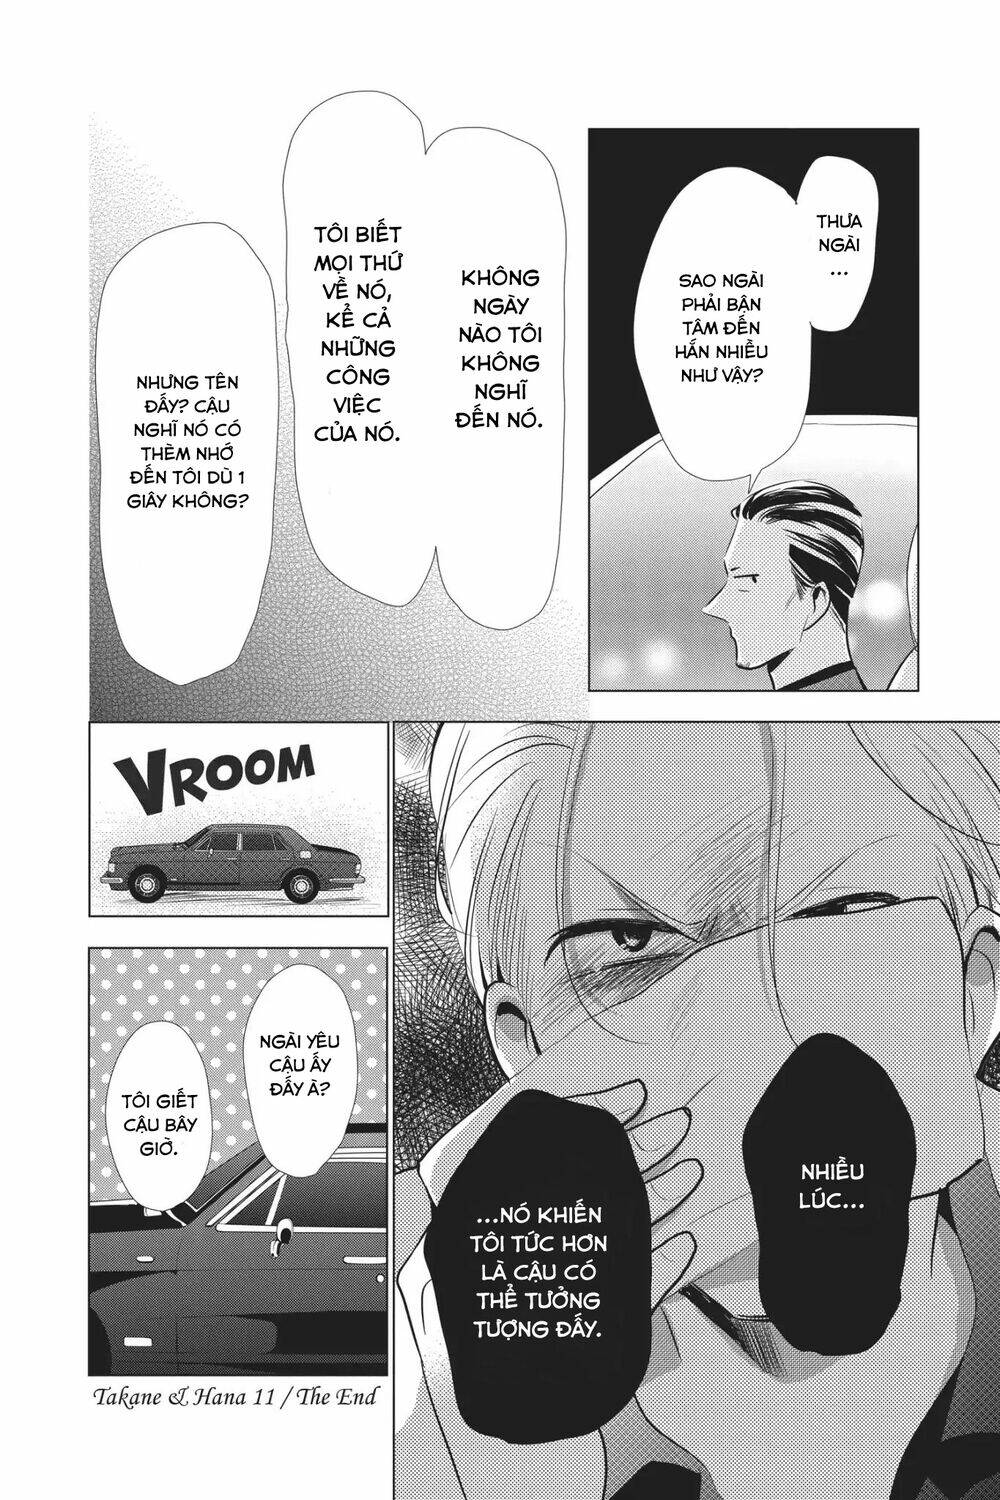 THƯA
NGÀI
...
SAO NGÀI
PHẢI BẬN
TÂM ĐẾN
HẮN NHIỀU
NHƯ VẬY?
KHÔNG
NGÀY
NÀO TÔI
KHÔNG
NGHĨ
ĐẾN NÓ.
TÔI BIẾT
MỌI THỨ
VỀ NÓ,
KỂ CẢ
NHỮNG
CÔNG
VIỆC
CỦA NÓ.
NHƯNG TÊN
ĐẤY? CẬU
NGHĨ NÓ CÓ
THÈM NHỚ
ĐẾN TÔI DÙ 1
GIÂY KHÔNG?
NHIỀU
LÚC...
...NÓ KHIẾN
TÔI TỨC HƠN
LÀ CẬU CÓ
THỂ TƯỞNG
TƯỢNG ĐẤY.
VROOM
NGÀI YÊU
CẬU ẤY
ĐẤY À?
TÔI GIẾT
CẬU BÂY
GIỜ.
Takane & Hana 11 / The End